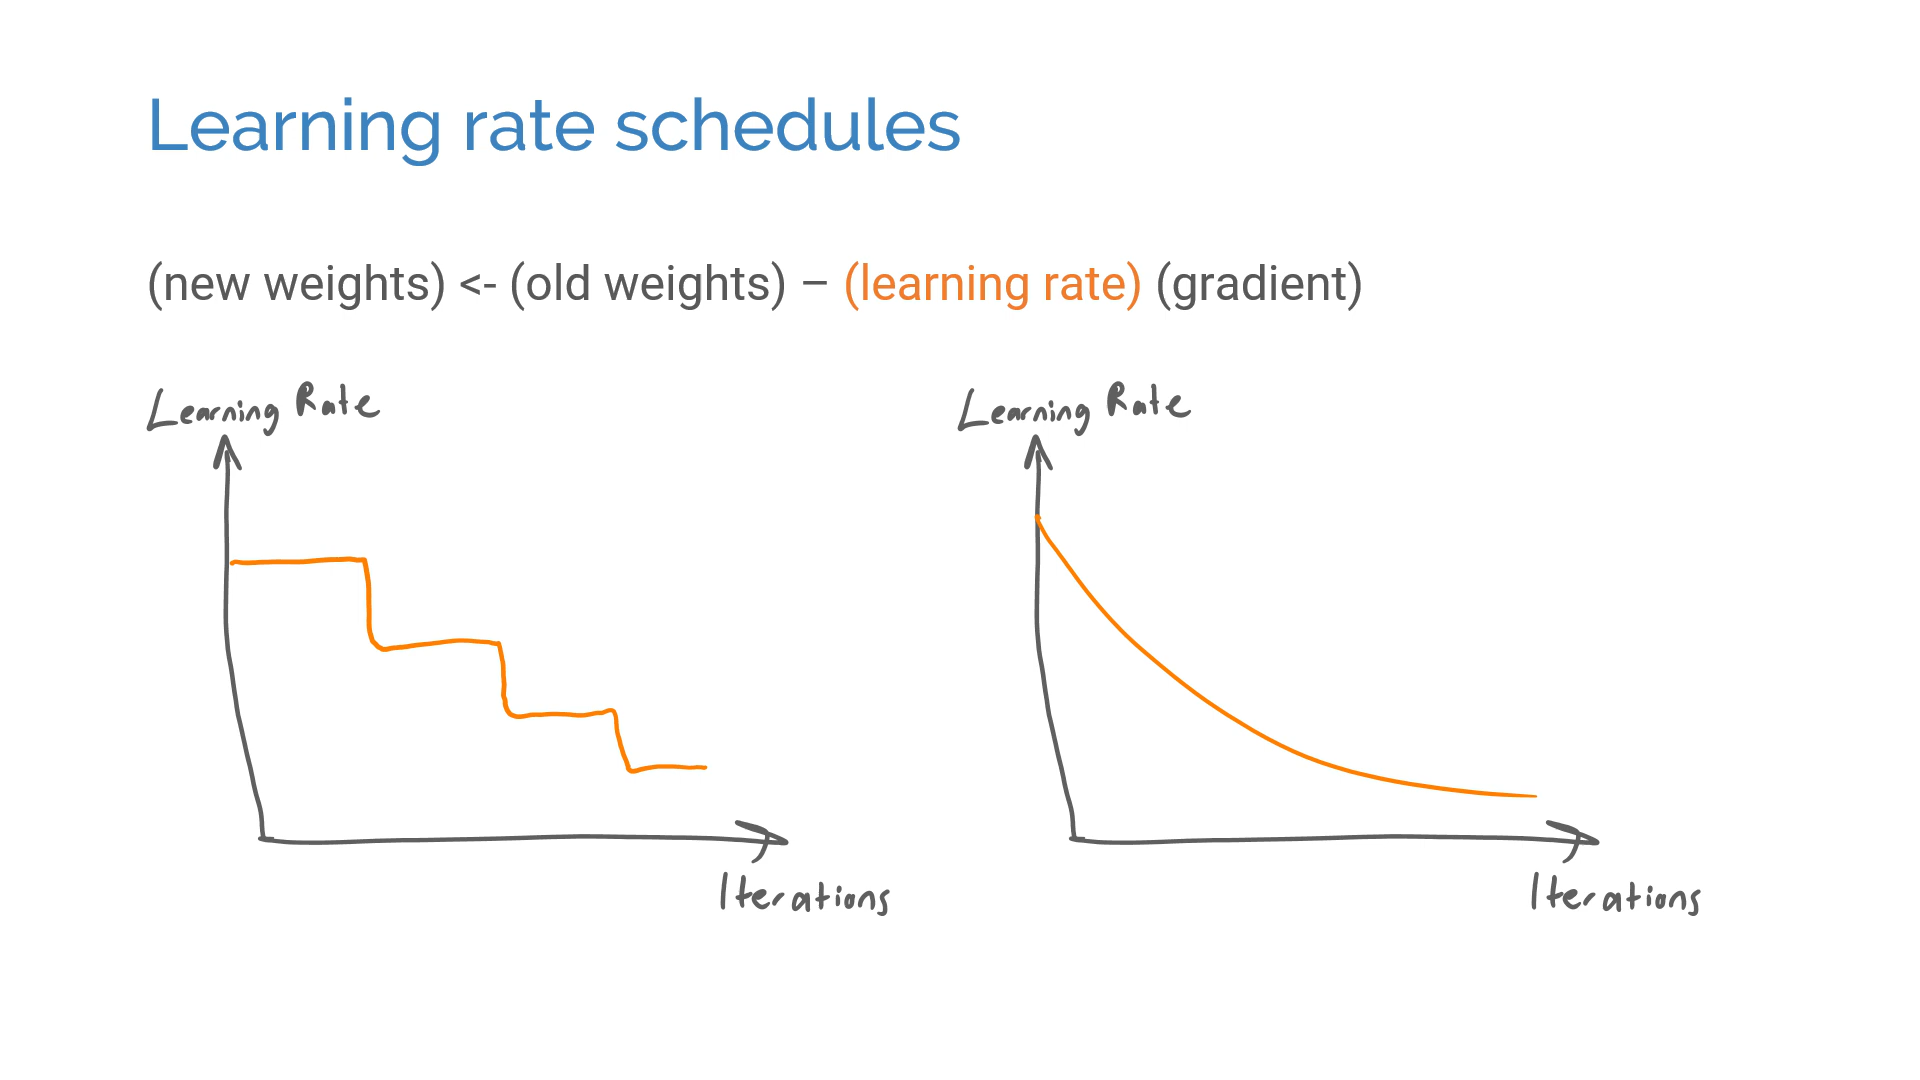 Learning rate schedules
(new weights) <- (old weights) – (learning rate) (gradient)
Learning Rate
Iterations
Learning Rate
Iterations